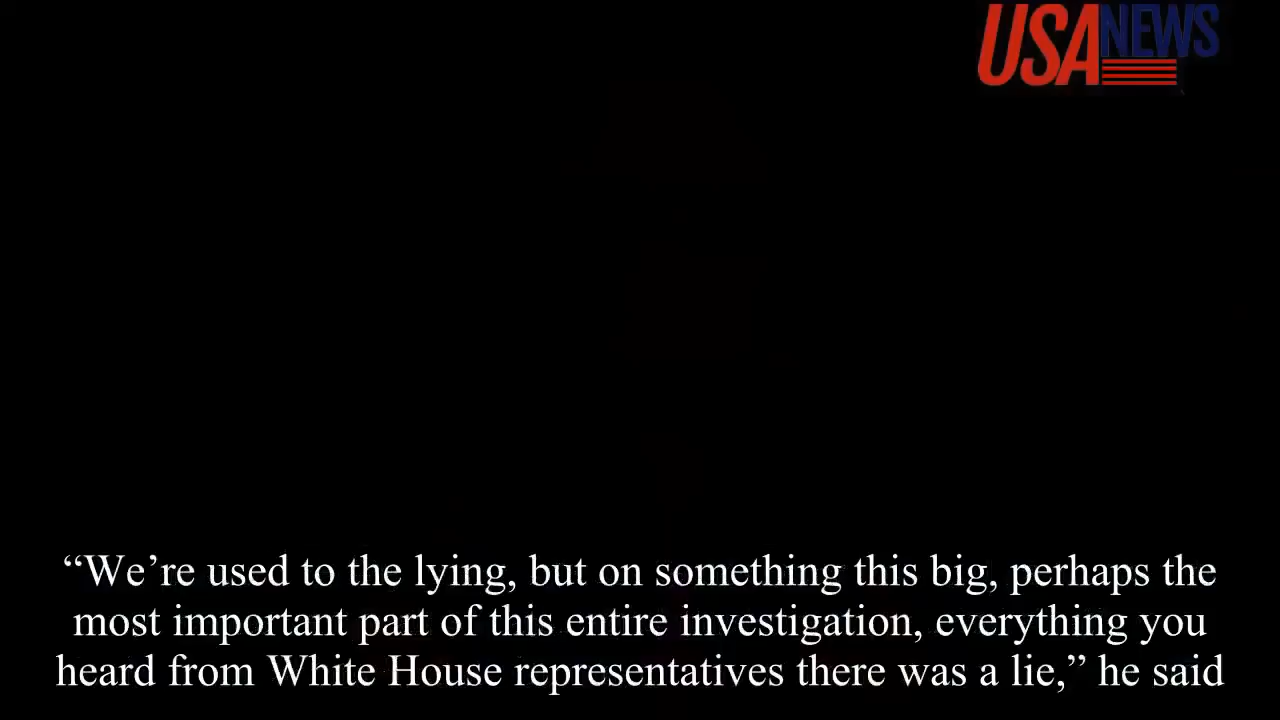 USANEWS
“We’re used to the lying, but on something this big, perhaps the
most important part of this entire investigation, everything you
heard from White House representatives there was a lie,” he said